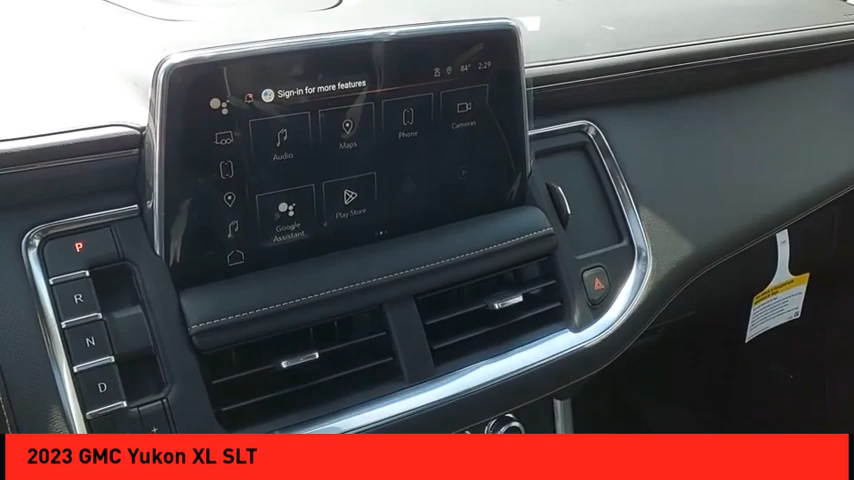 Sign-in for more features
84° 2:29
Audio
Maps
Phone
Cameras
Google
Assistant
Play Store
P
R
N
D
+
2023 GMC Yukon XL SLT